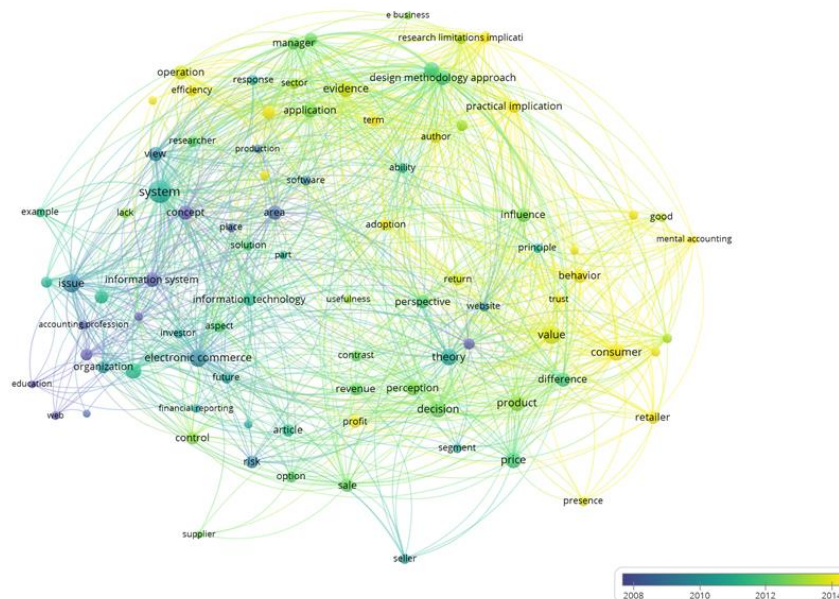 e business
manager
research limitations implicati
operation
response
sector
evidence
design methodology approach
efficiency
application
term
practical implication
author
researcher
production
view
software
ability
system
example
lack
concept
area
place
adoption
influence
good
solution
part
principle
mental accounting
issue
information system
return
behavior
information technology
usefulness
perspective
website
trust
accounting profession
investor
aspect
value
organization
electronic commerce
contrast
theory
consumer
education
future
revenue
perception
difference
web
financial reporting
decision
product
retailer
control
article
profit
risk
segment
price
option
sale
presence
supplier
seller
2008 2010 2012